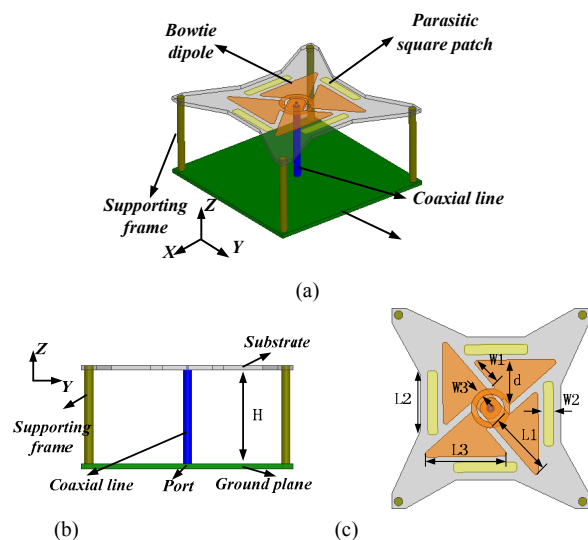 Bowtie
dipole
Parasitic
square patch
Supporting
frame
Z
X
Y
Coaxial line
(a)
Z
Y
Substrate
Supporting
frame
H
Coaxial line
Port
Ground plane
(b)
W1
d
W3
L2
W2
L1
L3
(c)